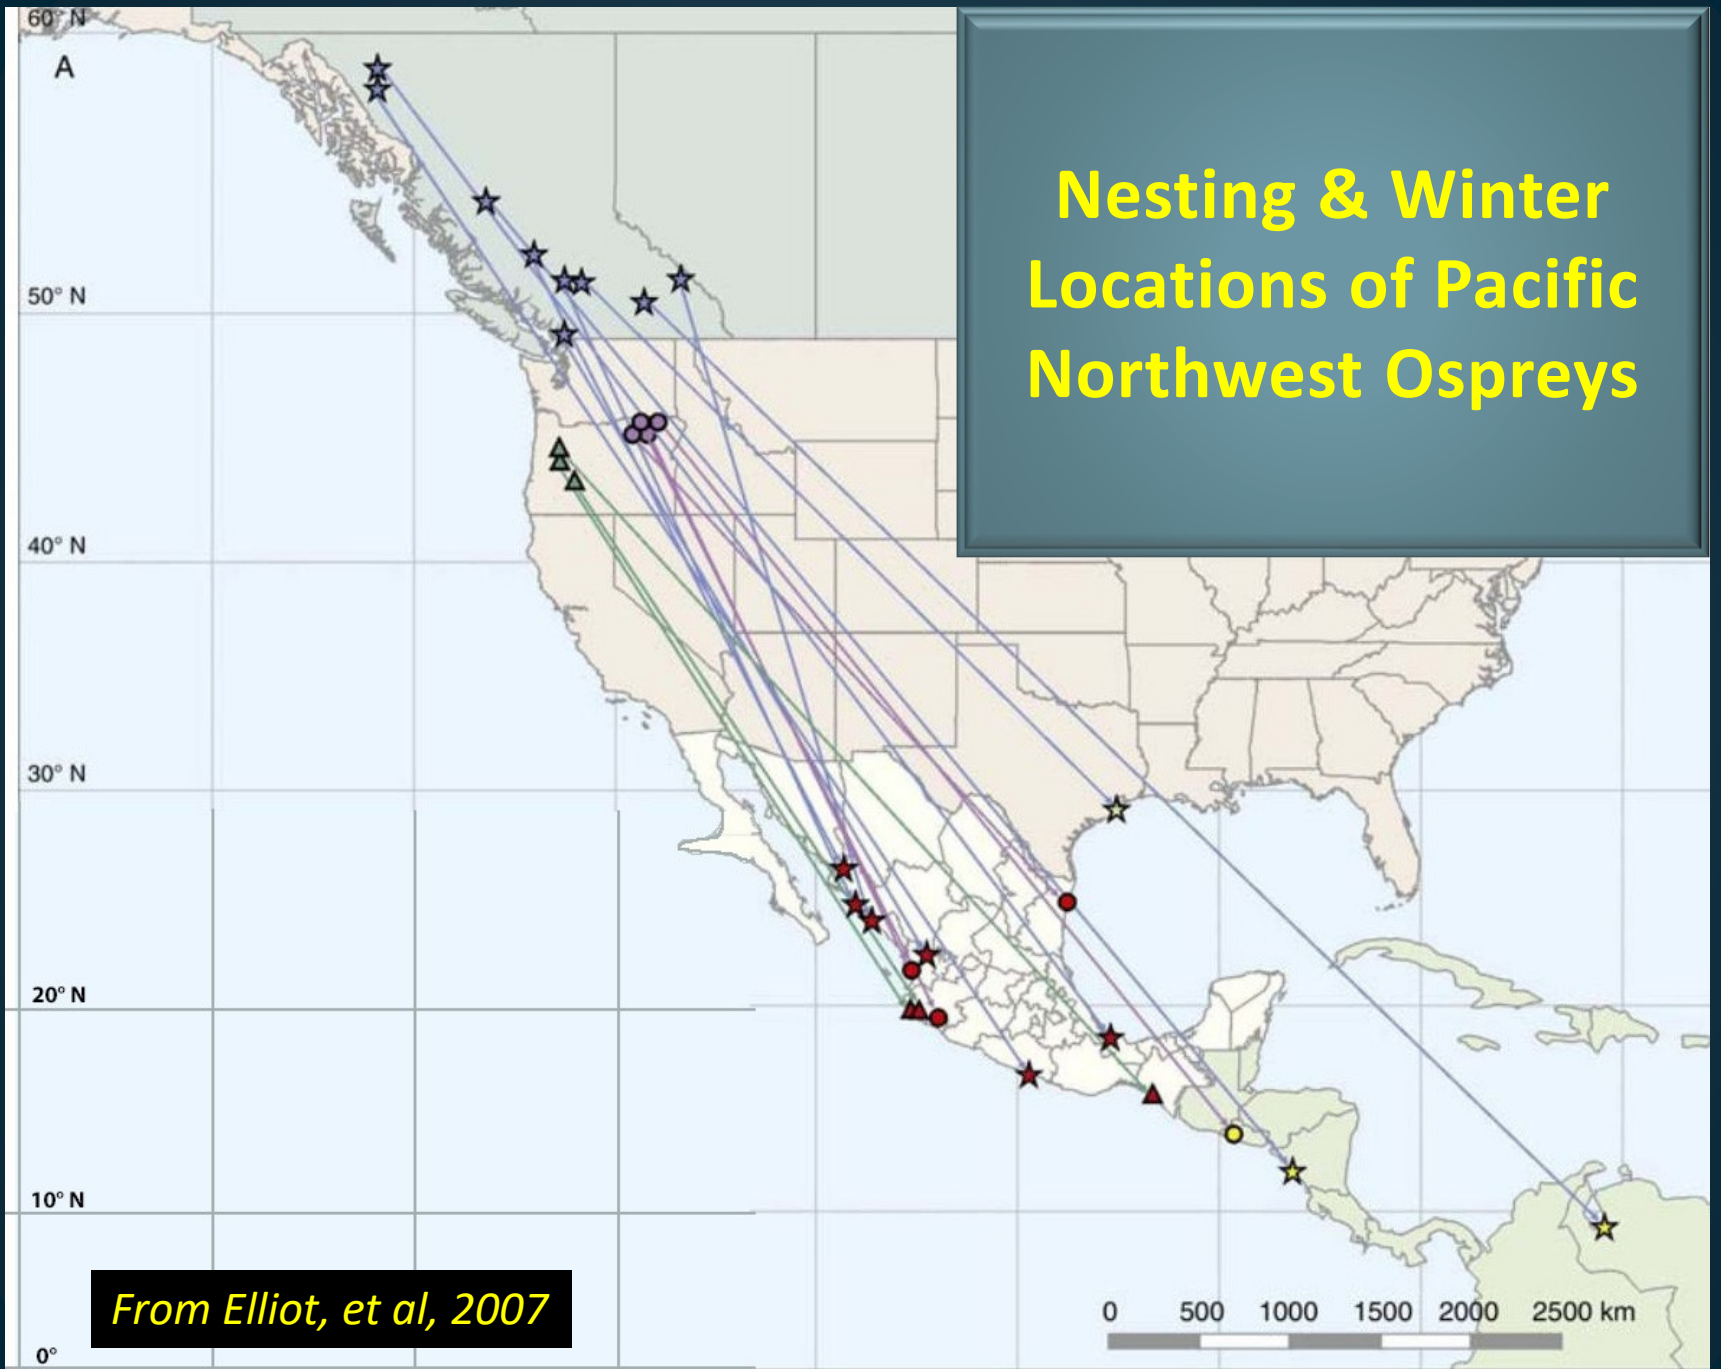 60° N
A
Nesting & Winter
Locations of Pacific
Northwest Ospreys
50° N
40° N
30° N
20° N
10° N
From Elliot, et al, 2007
0 500 1000 1500 2000 2500 km
0°